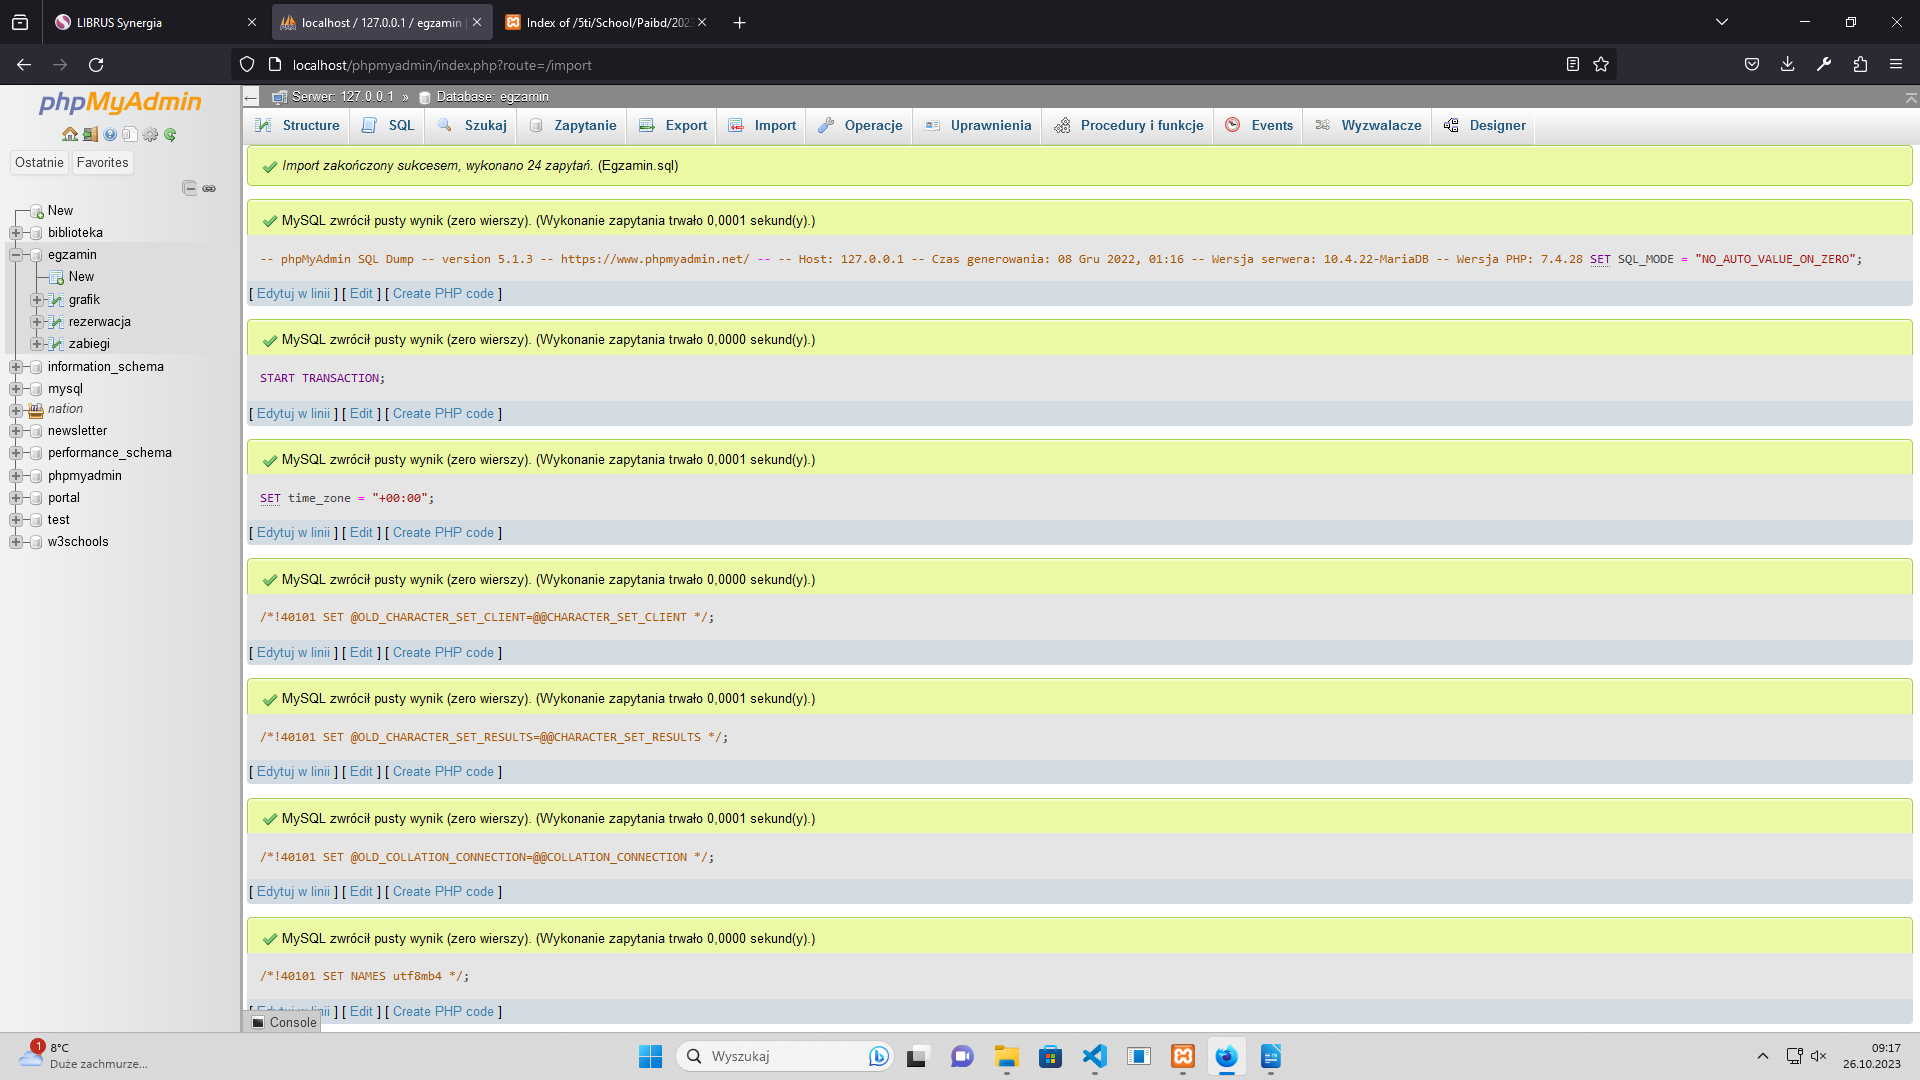 LIBRUS Synergia
localhost / 127.0.0.1 / egzamin |
Index of /5ti/School/Paibd/202
localhost/phpmyadmin/index.php?route=/import
phpMyAdmin
Ostatnie
Favorites
New
biblioteka
egzamin
New
grafik
rezerwacja
zabiegi
information_schema
mysql
nation
newsletter
performance_schema
phpmyadmin
portal
test
w3schools
Serwer: 127.0.0.1 » Database: egzamin
Structure SQL Szukaj Zapytanie Export Import Operacje Uprawnienia Procedury i funkcje Events Wyzwalacze Designer
Import zakończony sukcesem, wykonano 24 zapytań. (Egzamin.sql)
MySQL zwrócił pusty wynik (zero wierszy). (Wykonanie zapytania trwało 0,0001 sekund(y).)
-- phpMyAdmin SQL Dump -- version 5.1.3 -- https://www.phpmyadmin.net/ -- -- Host: 127.0.0.1 -- Czas generowania: 08 Gru 2022, 01:16 -- Wersja serwera: 10.4.22-MariaDB -- Wersja PHP: 7.4.28 SET SQL_MODE = "NO_AUTO_VALUE_ON_ZERO";
[ Edytuj w linii ] [ Edit ] [ Create PHP code ]
MySQL zwrócił pusty wynik (zero wierszy). (Wykonanie zapytania trwało 0,0000 sekund(y).)
START TRANSACTION;
[ Edytuj w linii ] [ Edit ] [ Create PHP code ]
MySQL zwrócił pusty wynik (zero wierszy). (Wykonanie zapytania trwało 0,0001 sekund(y).)
SET time_zone = "+00:00";
[ Edytuj w linii ] [ Edit ] [ Create PHP code ]
MySQL zwrócił pusty wynik (zero wierszy). (Wykonanie zapytania trwało 0,0000 sekund(y).)
/*!40101 SET @OLD_CHARACTER_SET_CLIENT=@@CHARACTER_SET_CLIENT */;
[ Edytuj w linii ] [ Edit ] [ Create PHP code ]
MySQL zwrócił pusty wynik (zero wierszy). (Wykonanie zapytania trwało 0,0001 sekund(y).)
/*!40101 SET @OLD_CHARACTER_SET_RESULTS=@@CHARACTER_SET_RESULTS */;
[ Edytuj w linii ] [ Edit ] [ Create PHP code ]
MySQL zwrócił pusty wynik (zero wierszy). (Wykonanie zapytania trwało 0,0001 sekund(y).)
/*!40101 SET @OLD_COLLATION_CONNECTION=@@COLLATION_CONNECTION */;
[ Edytuj w linii ] [ Edit ] [ Create PHP code ]
MySQL zwrócił pusty wynik (zero wierszy). (Wykonanie zapytania trwało 0,0000 sekund(y).)
/*!40101 SET NAMES utf8mb4 */;
[ Edytuj w linii ] [ Edit ] [ Create PHP code ]
Console
1
8°C
Duże zachmurze...
Wyszukaj
09:17
26.10.2023